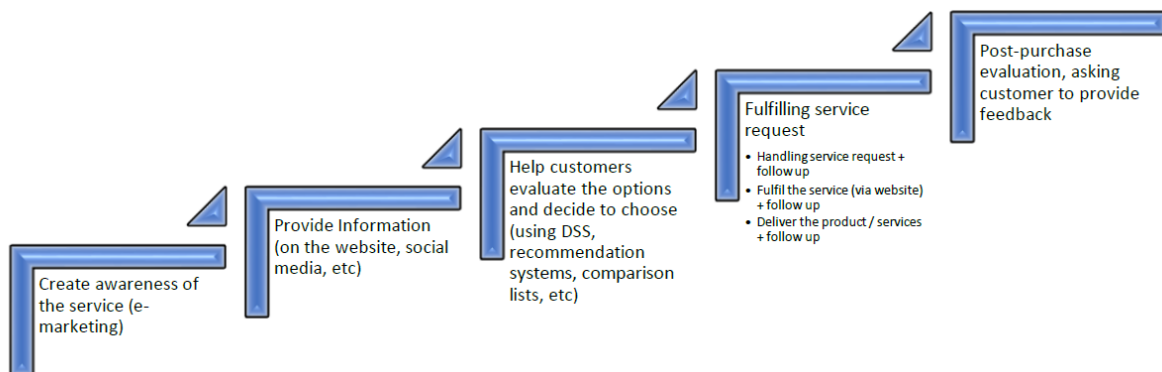 Create awareness of
the service (e-
marketing)
Provide Information
(on the website, social
media, etc)
Help customers
evaluate the options
and decide to choose
(using DSS,
recommendation
systems, comparison
lists, etc)
Fulfilling service
request
• Handling service request +
follow up
• Fulfil the service (via website)
+ follow up
• Deliver the product / services
+ follow up
Post-purchase
evaluation, asking
customer to provide
feedback